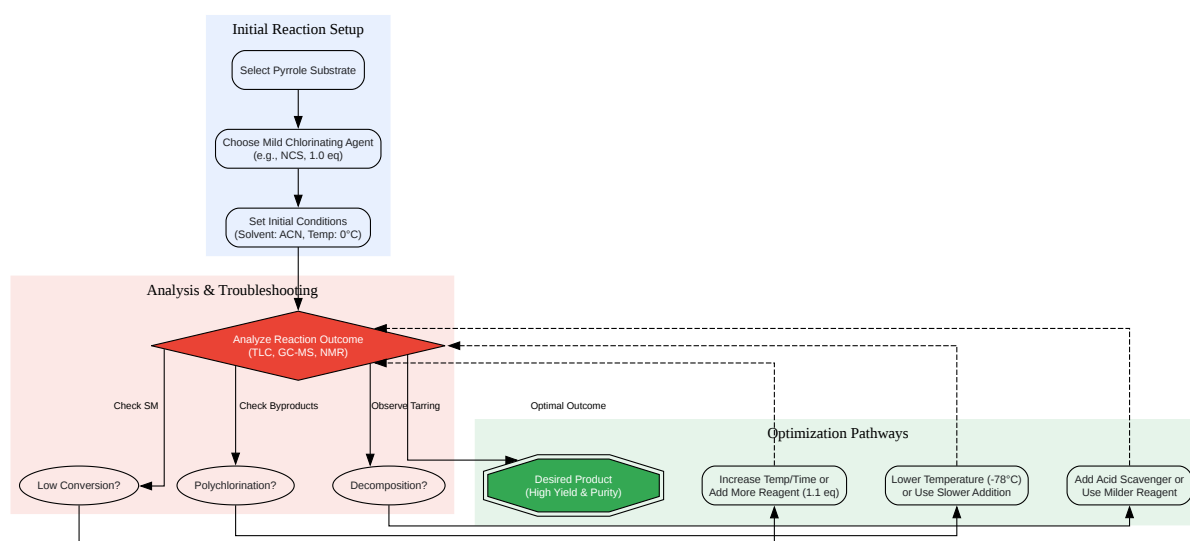 Initial Reaction Setup
Select Pyrrole Substrate
Choose Mild Chlorinating Agent
(e.g., NCS, 1.0 eq)
Set Initial Conditions
(Solvent: ACN, Temp: 0°C)
Analysis & Troubleshooting
Analyze Reaction Outcome
(TLC, GC-MS, NMR)
Check SM
Check Byproducts
Observe Tarring
Optimal Outcome
Optimization Pathways
Low Conversion?
Polychlorination?
Decomposition?
Desired Product
(High Yield & Purity)
Increase Temp/Time or
Add More Reagent (1.1 eq)
Lower Temperature (-78°C)
or Use Slower Addition
Add Acid Scavenger or
Use Milder Reagent